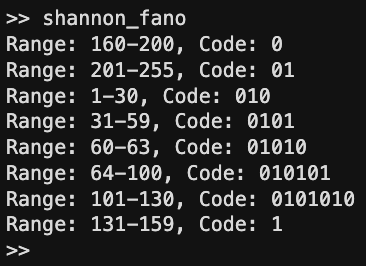 >> shannon_fano
Range: 160-200, Code: 0
Range: 201-255, Code: 01
Range: 1-30, Code: 010
Range: 31-59, Code: 0101
Range: 60-63, Code: 01010
Range: 64-100, Code: 010101
Range: 101-130, Code: 0101010
Range: 131-159, Code: 1
>>